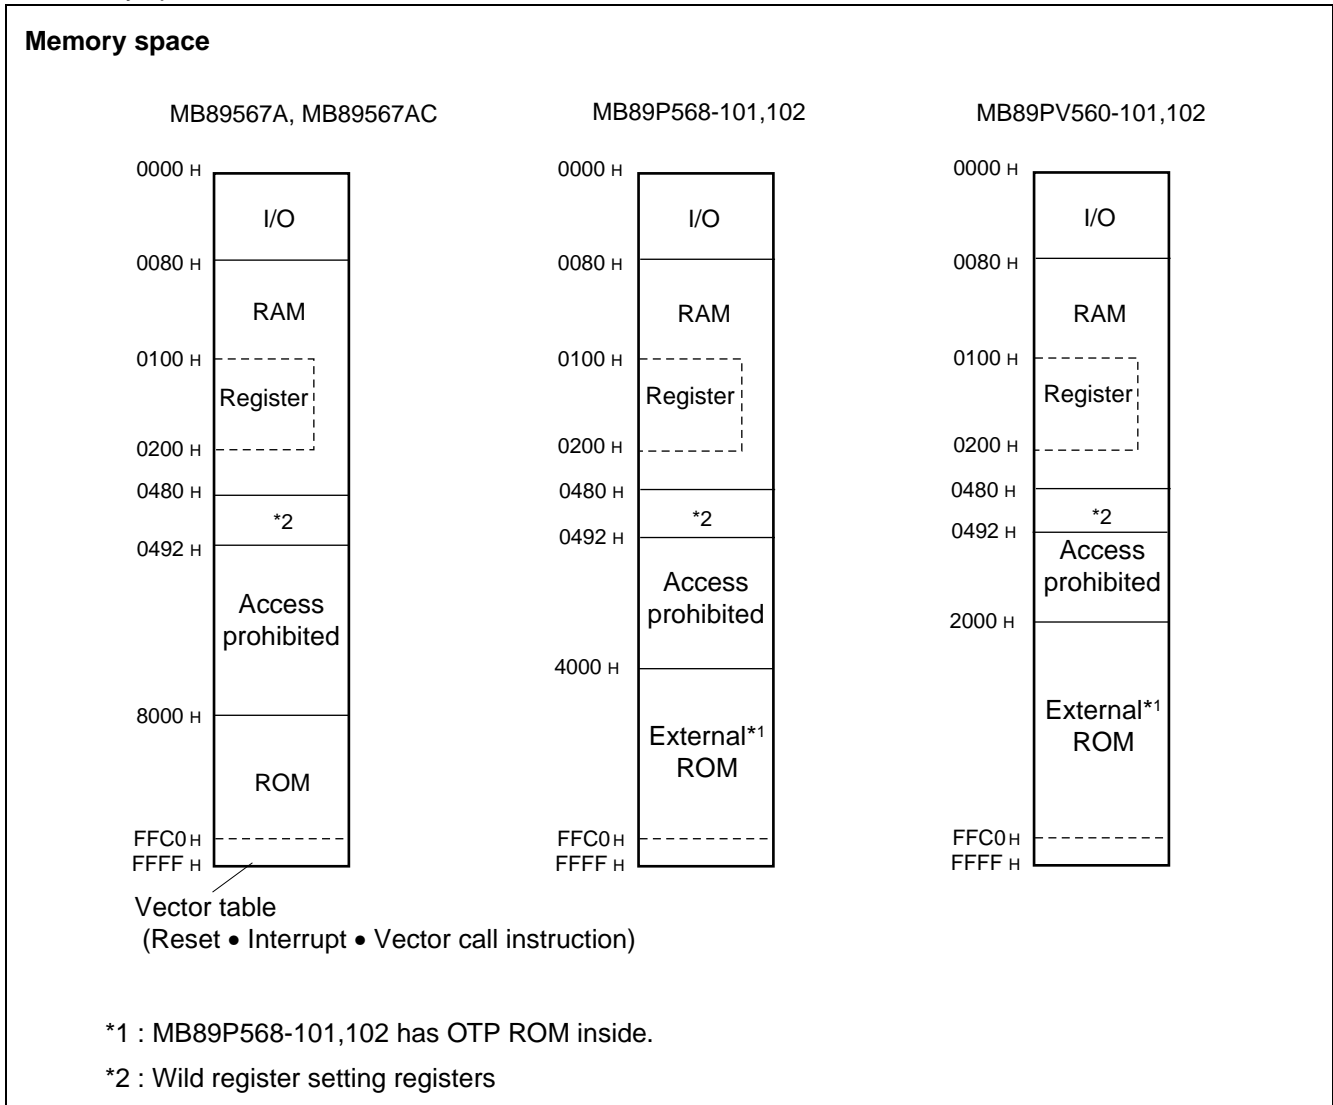 Memory space
MB89567A, MB89567AC
0000 H
I/O
0080 H
RAM
0100 H
Register
0200 H
0480 H
*2
0492 H
Access
prohibited
8000 H
ROM
FFC0 H
FFFF H
Vector table
(Reset • Interrupt • Vector call instruction)
MB89P568-101,102
0000 H
I/O
0080 H
RAM
0100 H
Register
0200 H
0480 H
*2
0492 H
Access
prohibited
4000 H
External*1
ROM
FFC0 H
FFFF H
MB89PV560-101,102
0000 H
I/O
0080 H
RAM
0100 H
Register
0200 H
0480 H
*2
0492 H
Access
prohibited
2000 H
External*1
ROM
FFC0 H
FFFF H
*1 : MB89P568-101,102 has OTP ROM inside.
*2 : Wild register setting registers